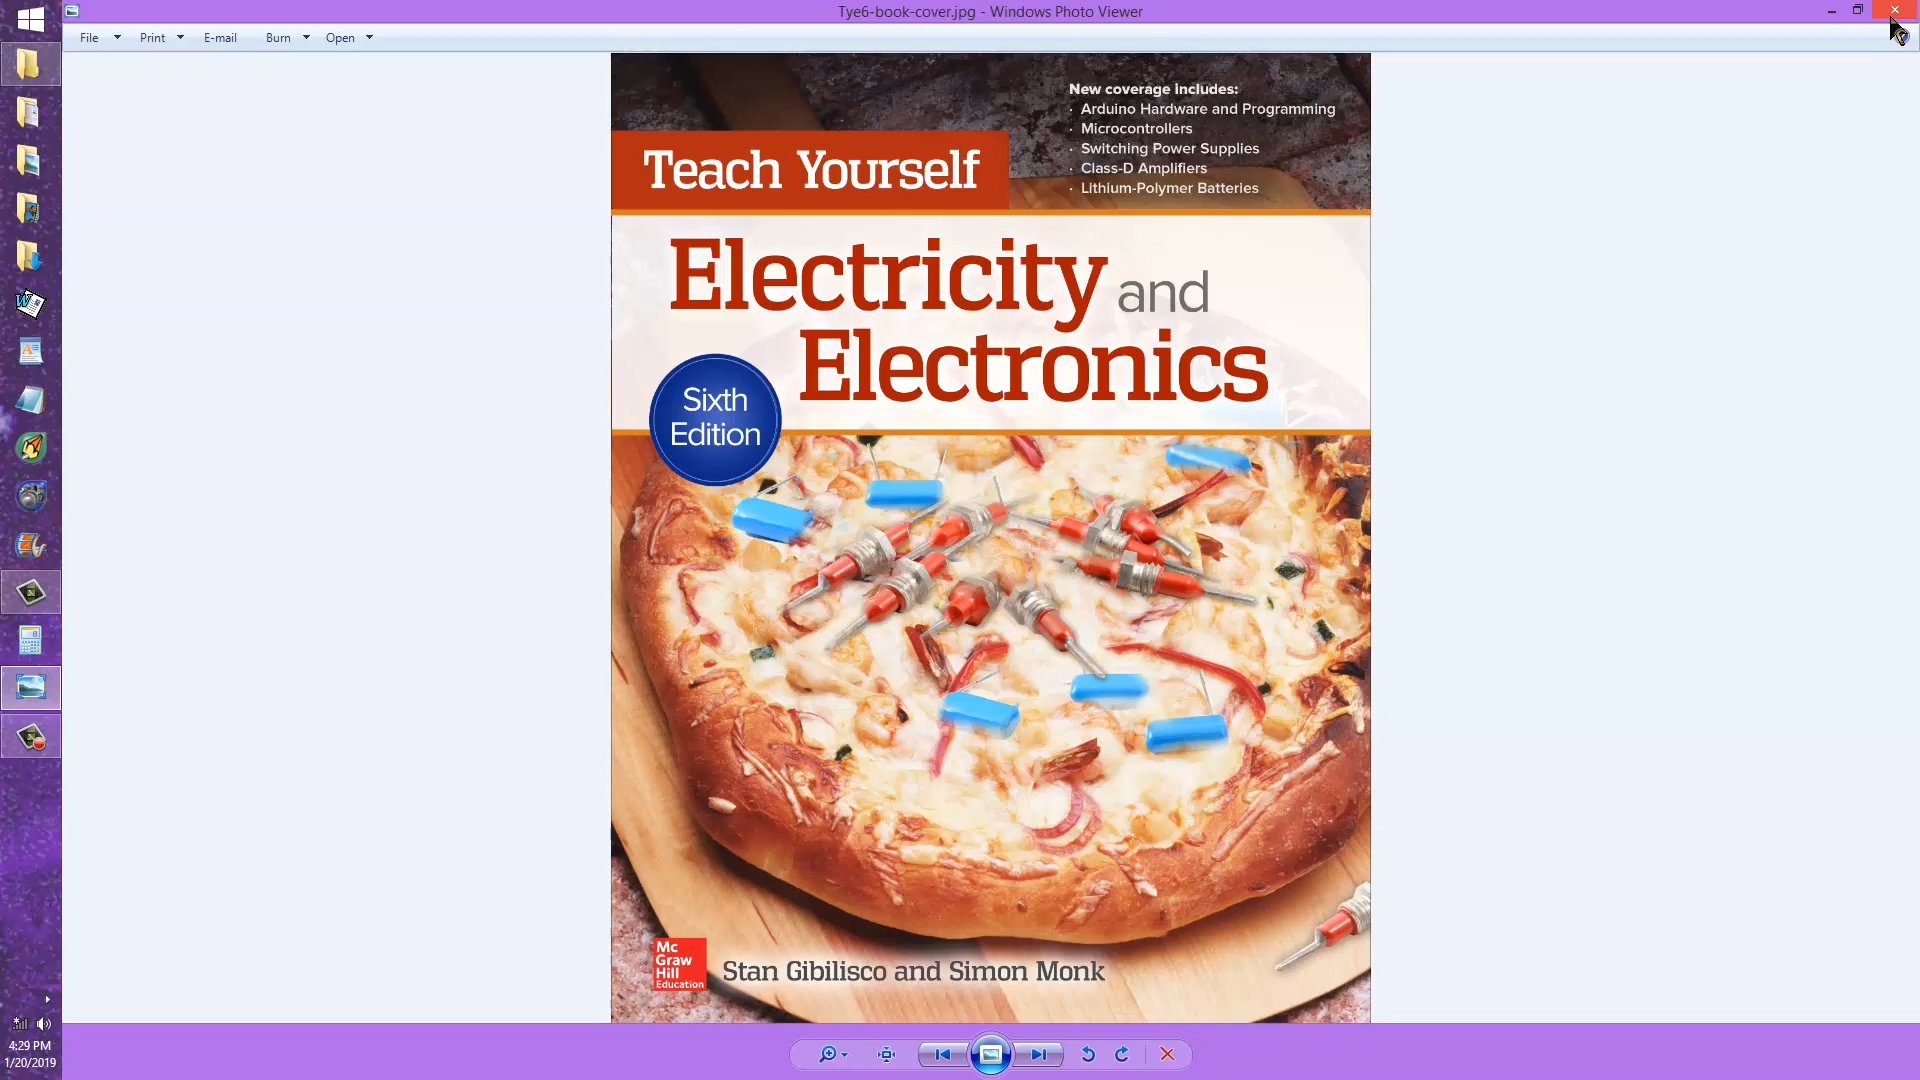 Tye6-book-cover.jpg - Windows Photo Viewer
File Print E-mail Burn Open
New coverage includes:
· Arduino Hardware and Programming
· Microcontrollers
· Switching Power Supplies
· Class-D Amplifiers
· Lithium-Polymer Batteries
Teach Yourself
Electricity and
Electronics
Sixth
Edition
Mc
Graw
Hill
Education
Stan Gibilisco and Simon Monk
4:29 PM
1/20/2019